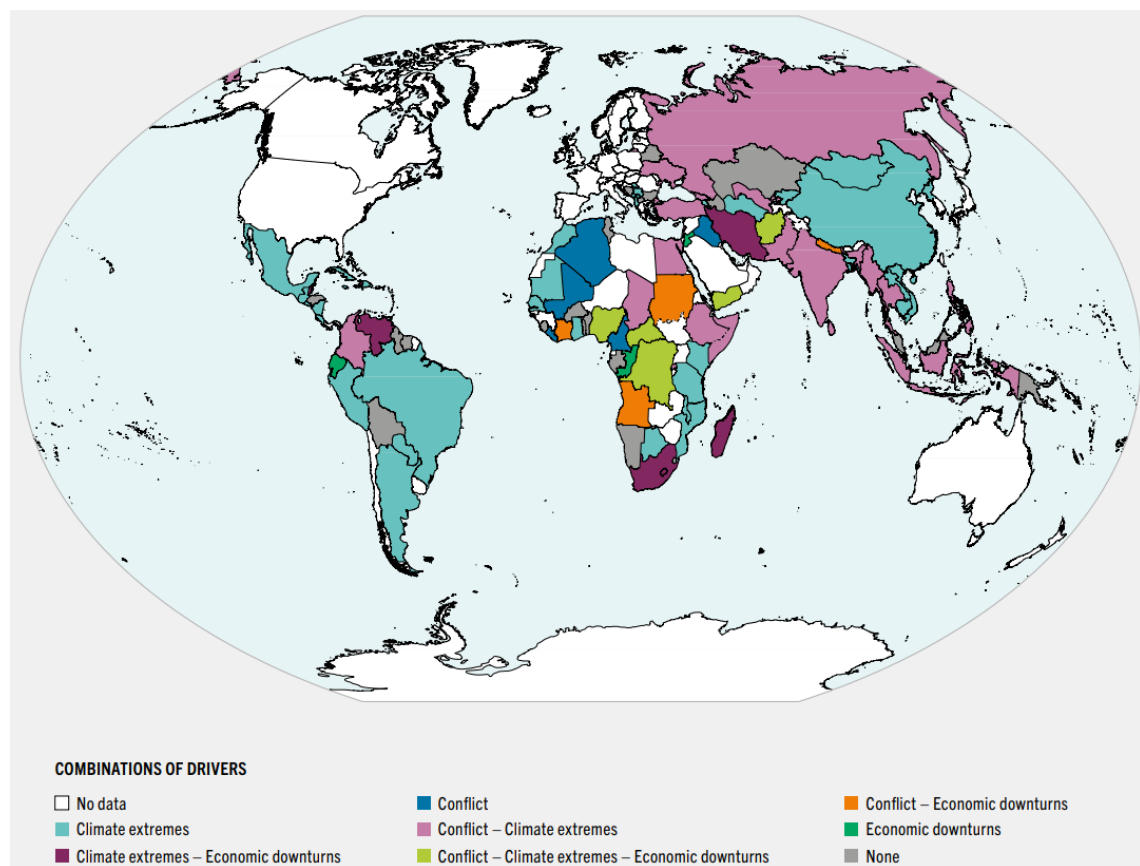 COMBINATIONS OF DRIVERS
No data
Climate extremes
Climate extremes – Economic downturns
Conflict
Conflict – Climate extremes
Conflict – Climate extremes – Economic downturns
Conflict – Economic downturns
Economic downturns
None